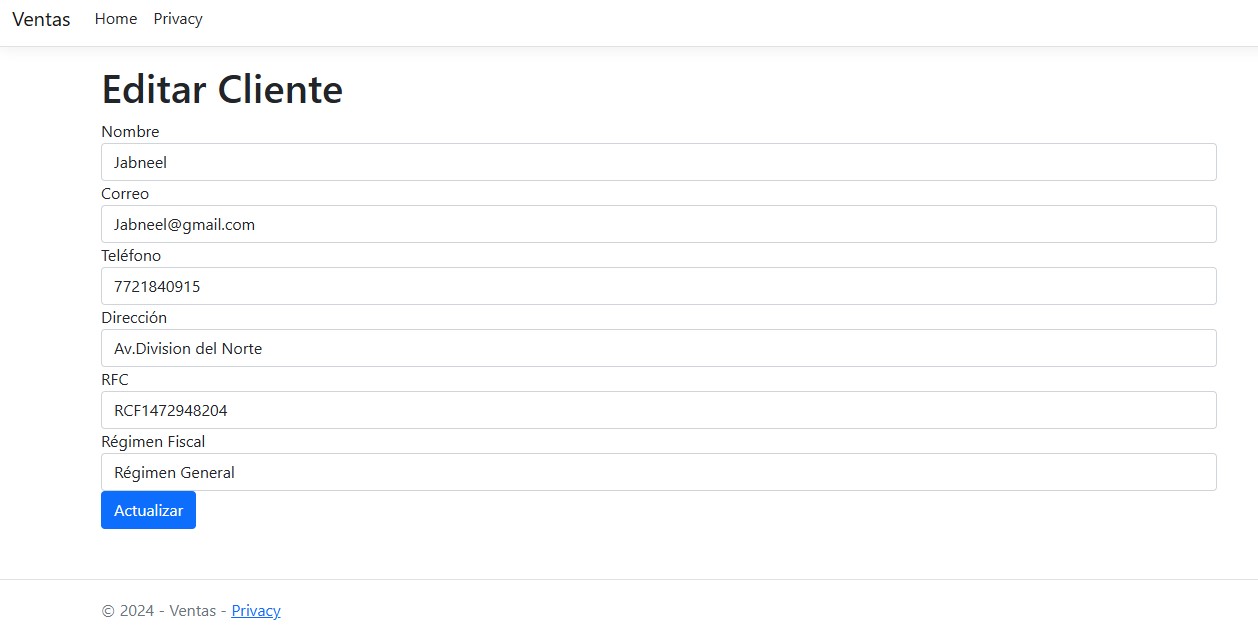 Ventas Home Privacy
Editar Cliente
Nombre
Jabneel
Correo
Jabneel@gmail.com
Teléfono
7721840915
Dirección
Av.Division del Norte
RFC
RCF1472948204
Régimen Fiscal
Régimen General
Actualizar
© 2024 - Ventas - Privacy